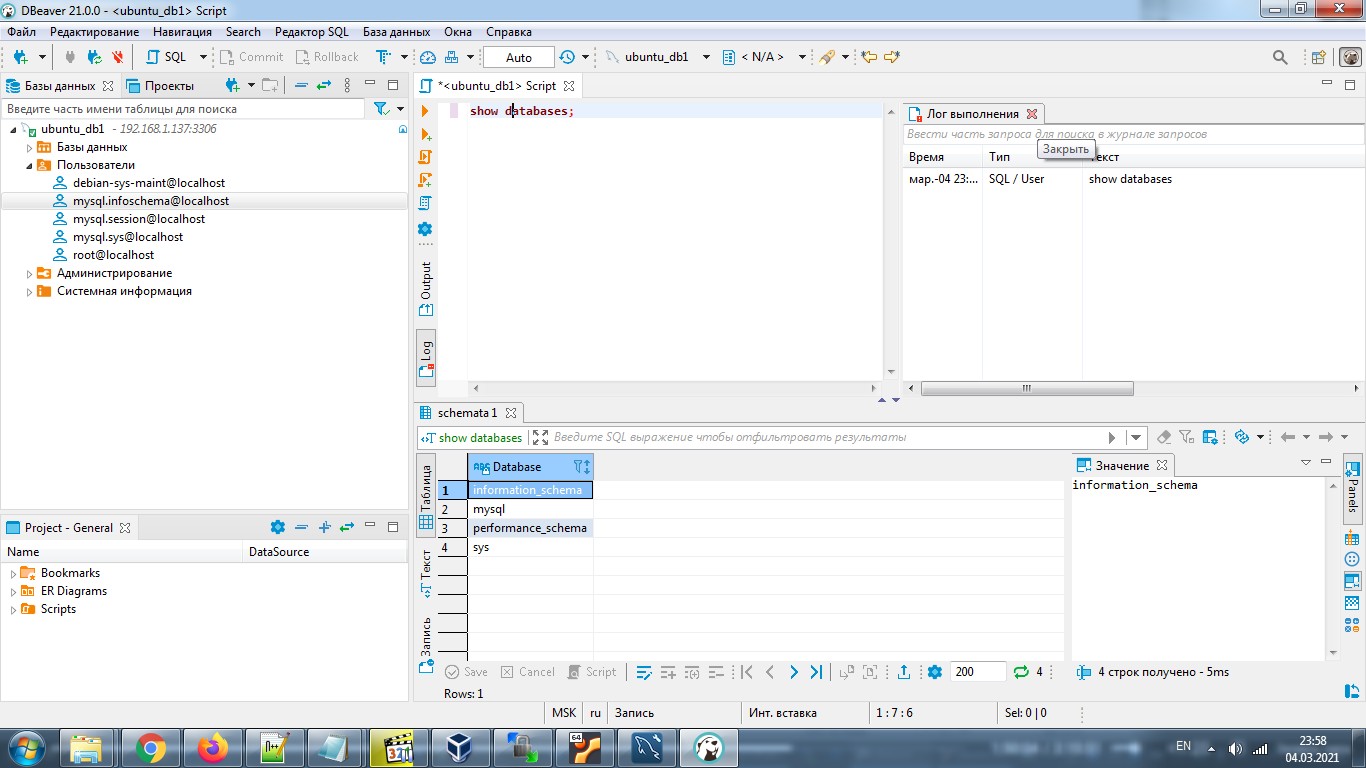 DBeaver 21.0.0 - <ubuntu_db1> Script
Файл Редактирование Навигация Search Редактор SQL База данных Окна Справка
SQL Commit Rollback Auto ubuntu_db1 < N/A >
Базы данных Проекты
Введите часть имени таблицы для поиска
ubuntu_db1 - 192.168.1.137:3306
Базы данных
Пользователи
debian-sys-maint@localhost
mysql.infoschema@localhost
mysql.session@localhost
mysql.sys@localhost
root@localhost
Администрирование
Системная информация
Project - General
Name DataSource
Bookmarks
ER Diagrams
Scripts
*<ubuntu_db1> Script
show databases;
Output
Log
Лог выполнения
Ввести часть запроса для поиска в журнале запросов
Закрыть
Время Тип Текст
мар.-04 23:... SQL / User show databases
schemata 1
show databases Введите SQL выражение чтобы отфильтровать результаты
Таблица
Текст
Запись
ABC Database
1 information_schema
2 mysql
3 performance_schema
4 sys
Значение
information_schema
Panels
Save Cancel Script 200 4 4 строк получено - 5ms
Rows: 1
MSK ru Запись Инт. вставка 1 : 7 : 6 Sel: 0 | 0
64
EN 23:58
04.03.2021